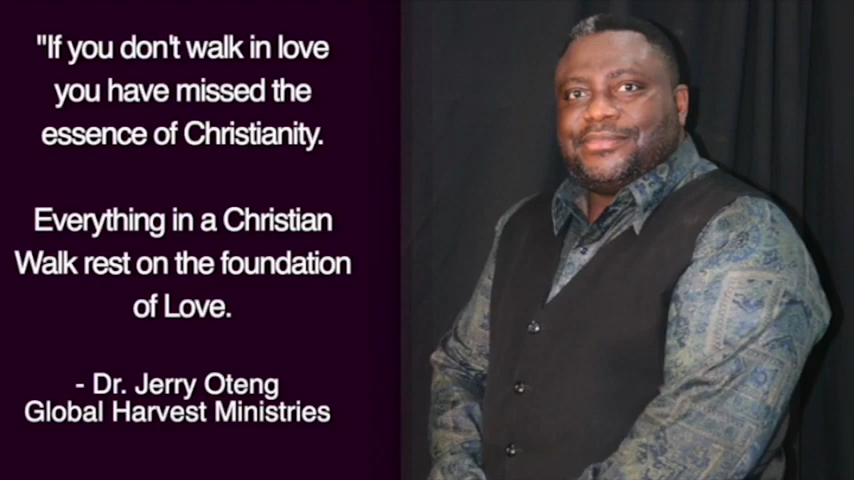 "If you don't walk in love
you have missed the
essence of Christianity.
Everything in a Christian
Walk rest on the foundation
of Love.
- Dr. Jerry Oteng
Global Harvest Ministries